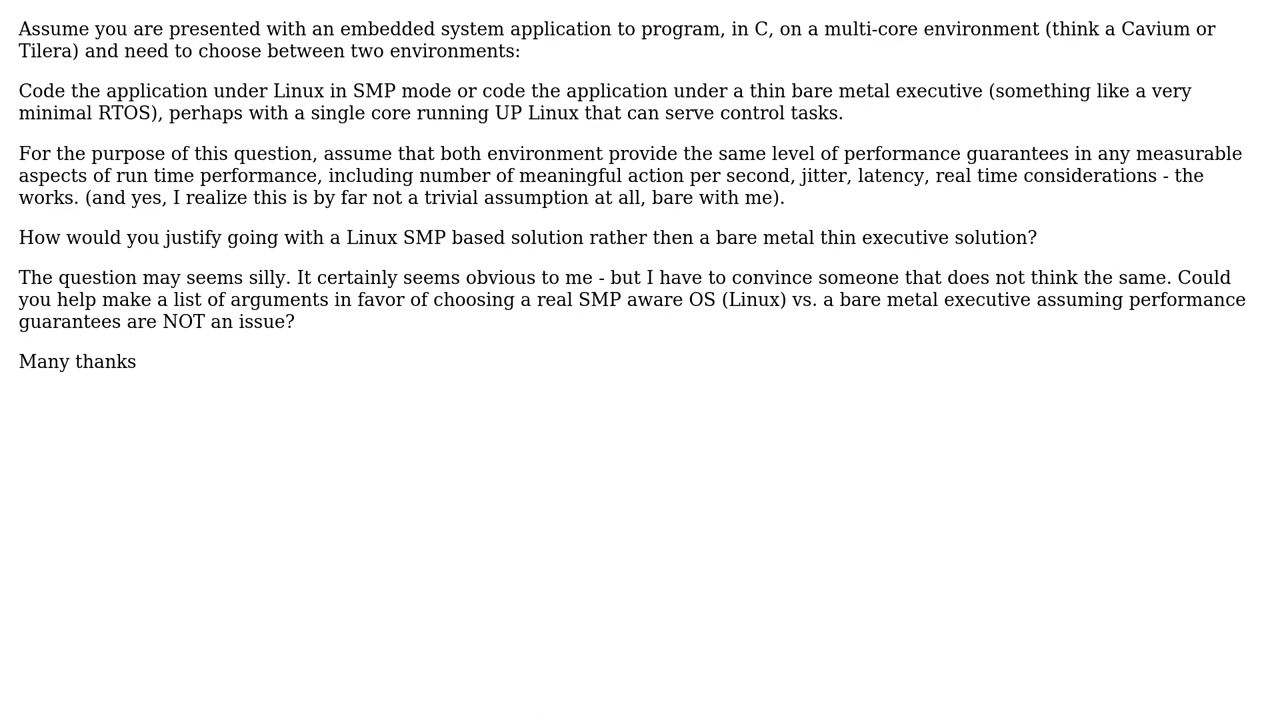 Assume you are presented with an embedded system application to program, in C, on a multi-core environment (think a Cavium or
Tilera) and need to choose between two environments:
Code the application under Linux in SMP mode or code the application under a thin bare metal executive (something like a very
minimal RTOS), perhaps with a single core running UP Linux that can serve control tasks.
For the purpose of this question, assume that both environment provide the same level of performance guarantees in any measurable
aspects of run time performance, including number of meaningful action per second, jitter, latency, real time considerations - the
works. (and yes, I realize this is by far not a trivial assumption at all, bare with me).
How would you justify going with a Linux SMP based solution rather then a bare metal thin executive solution?
The question may seems silly. It certainly seems obvious to me - but I have to convince someone that does not think the same. Could
you help make a list of arguments in favor of choosing a real SMP aware OS (Linux) vs. a bare metal executive assuming performance
guarantees are NOT an issue?
Many thanks